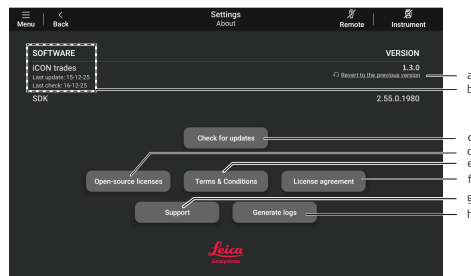 Settings
About
Menu
Back
Remote
Instrument
SOFTWARE
VERSION
iCON trades
1.3.0
Last update: 15-12-25
Revert to the previous version
Last check: 16-12-25
SDK
2.55.0.1980
a
b
Check for updates
Open-source licenses
Terms & Conditions
License agreement
Support
Generate logs
c
d
e
f
g
h
Leica
Geosystems